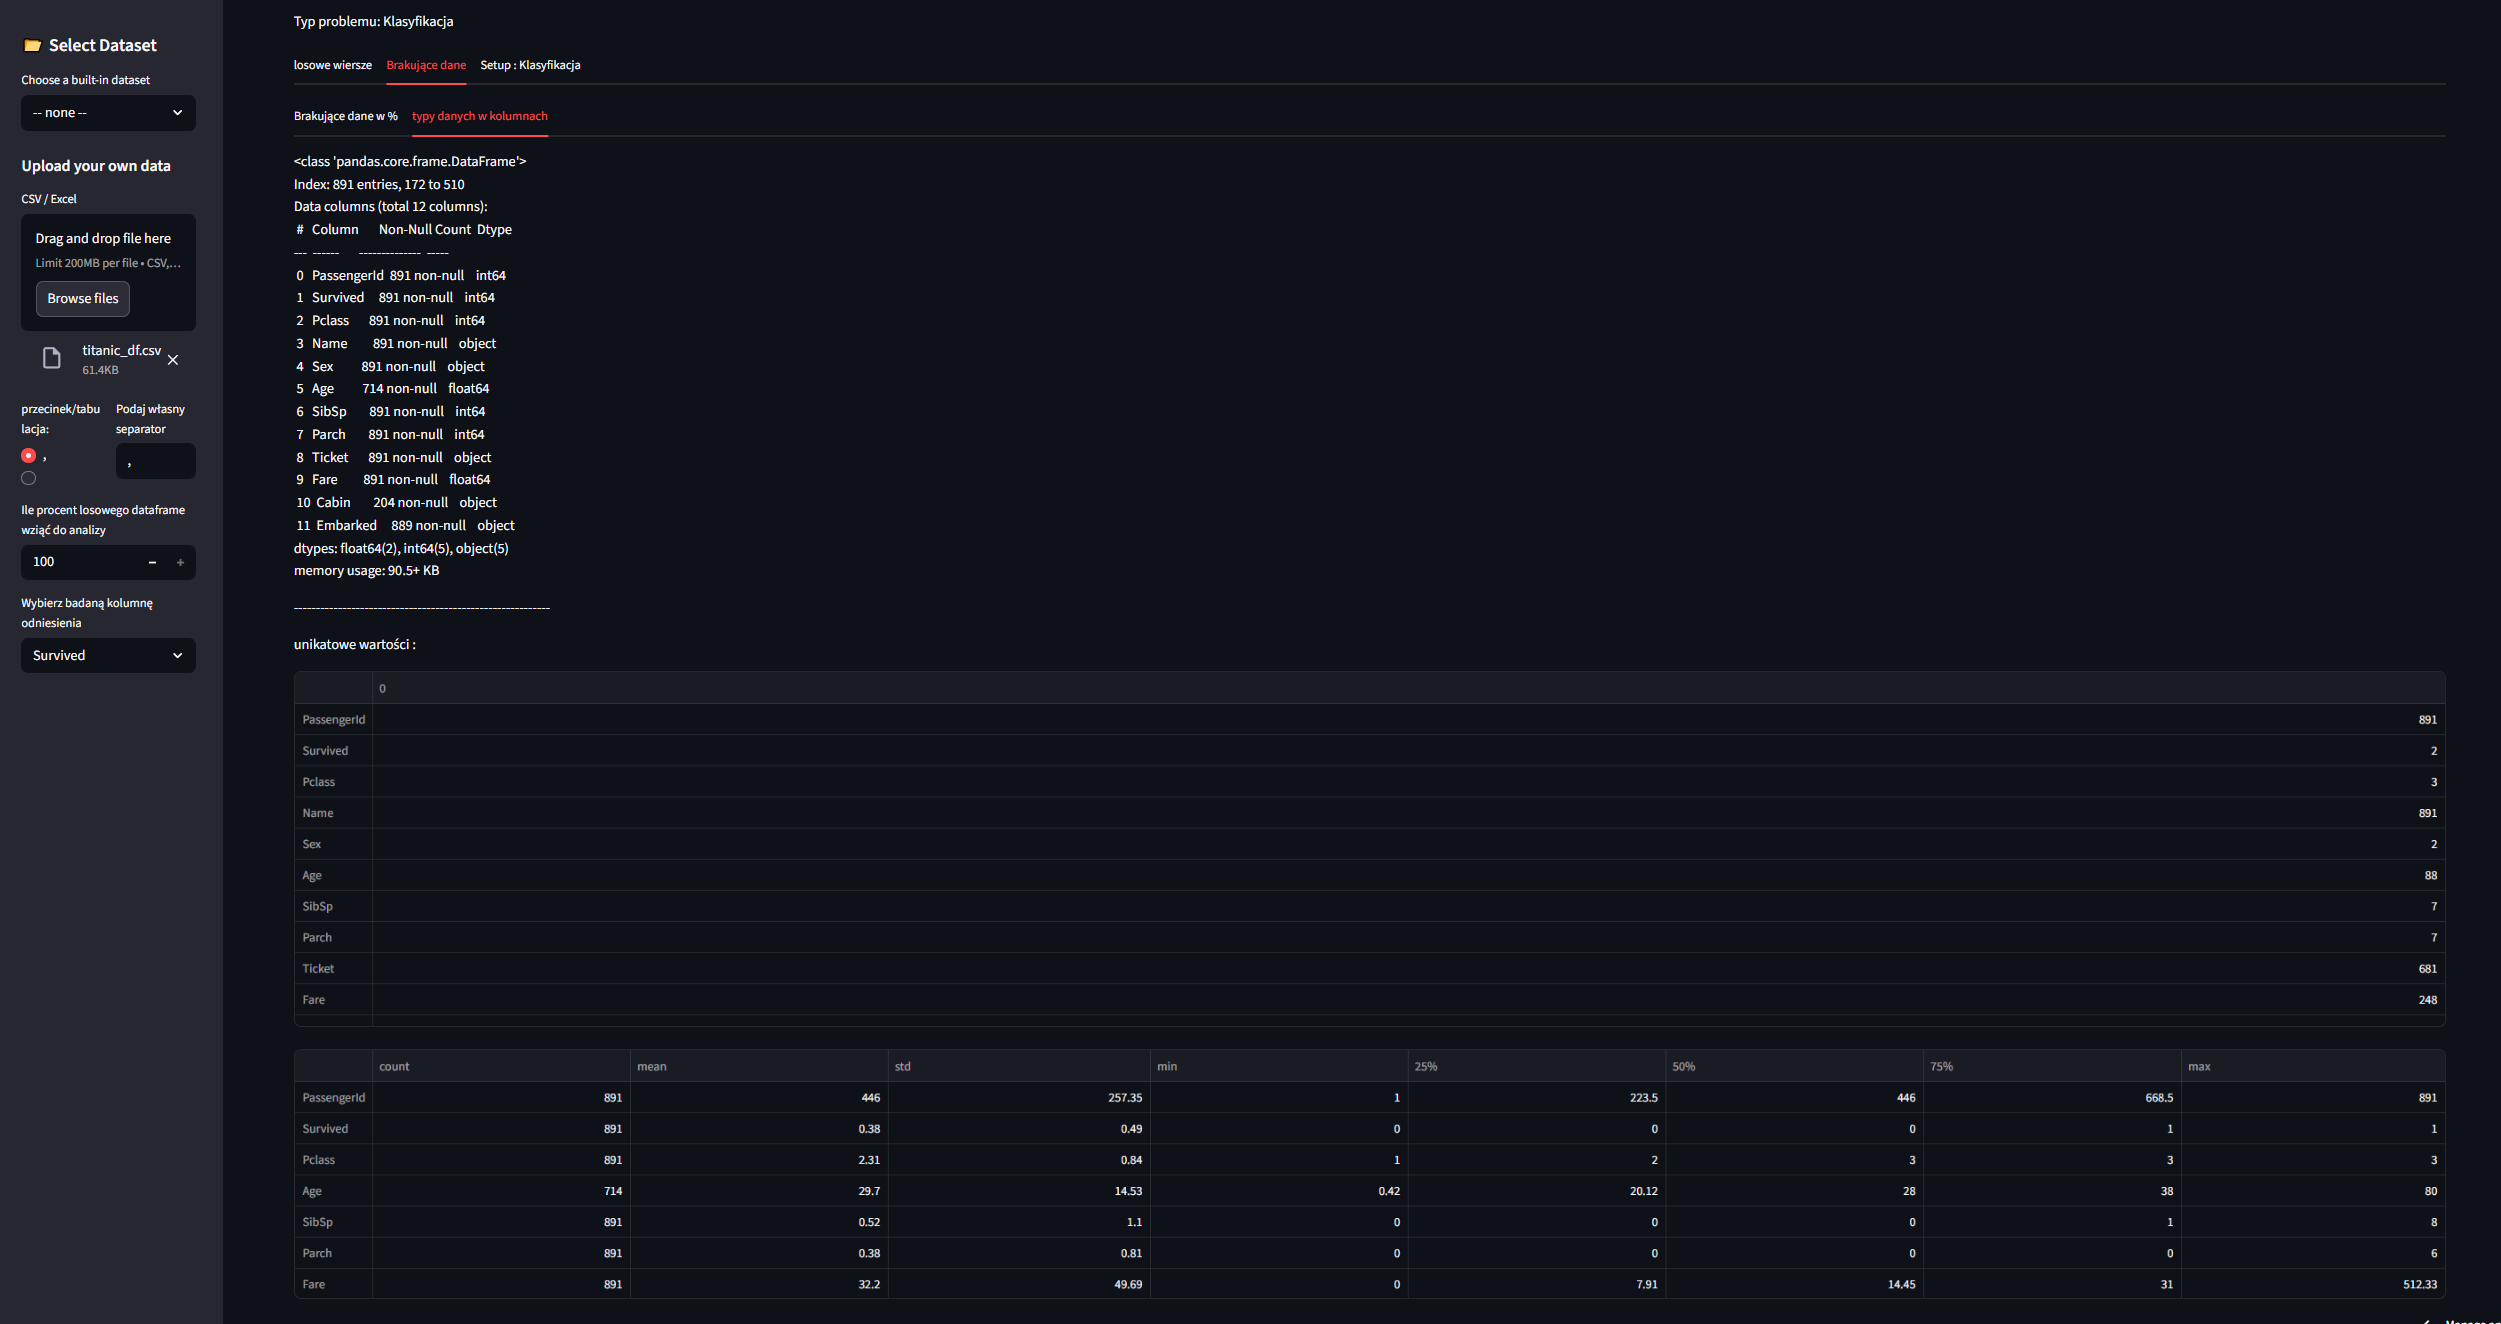 Select Dataset
Choose a built-in dataset
-- none --
Upload your own data
CSV / Excel
Drag and drop file here
Limit 200MB per file • CSV,...
Browse files
titanic_df.csv
61.4KB
przecinek/tabu
lacja:
,
Podaj własny
separator
,
Ile procent losowego dataframe
wziąć do analizy
100
Wybierz badaną kolumnę
odniesienia
Survived
Typ problemu: Klasyfikacja
losowe wiersze Brakujące dane Setup : Klasyfikacja
Brakujące dane w % typy danych w kolumnach
<class 'pandas.core.frame.DataFrame'>
Index: 891 entries, 172 to 510
Data columns (total 12 columns):
# Column Non-Null Count Dtype
--- ------ -------------- -----
0 PassengerId 891 non-null int64
1 Survived 891 non-null int64
2 Pclass 891 non-null int64
3 Name 891 non-null object
4 Sex 891 non-null object
5 Age 714 non-null float64
6 SibSp 891 non-null int64
7 Parch 891 non-null int64
8 Ticket 891 non-null object
9 Fare 891 non-null float64
10 Cabin 204 non-null object
11 Embarked 889 non-null object
dtypes: float64(2), int64(5), object(5)
memory usage: 90.5+ KB
----------------------------------------------------------
unikatowe wartości :
0
PassengerId 891
Survived 2
Pclass 3
Name 891
Sex 2
Age 88
SibSp 7
Parch 7
Ticket 681
Fare 248
count mean std min 25% 50% 75% max
PassengerId 891 446 257.35 1 223.5 446 668.5 891
Survived 891 0.38 0.49 0 0 0 1 1
Pclass 891 2.31 0.84 1 2 3 3 3
Age 714 29.7 14.53 0.42 20.12 28 38 80
SibSp 891 0.52 1.1 0 0 0 1 8
Parch 891 0.38 0.81 0 0 0 0 6
Fare 891 32.2 49.69 0 7.91 14.45 31 512.33